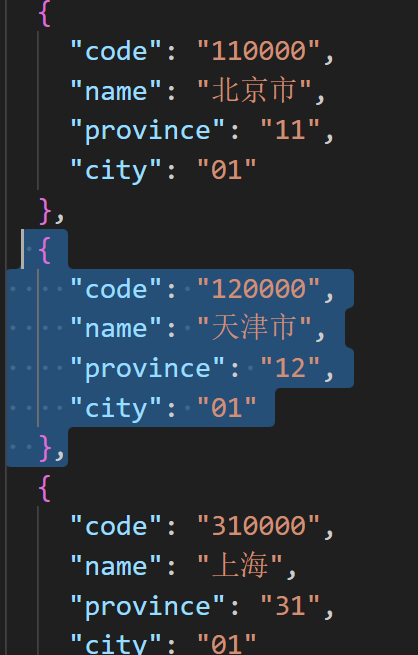 {
"code": "110000",
"name": "北京市",
"province": "11",
"city": "01"
},
{
"code": "120000",
"name": "天津市",
"province": "12",
"city": "01"
},
{
"code": "310000",
"name": "上海",
"province": "31",
"city": "01"